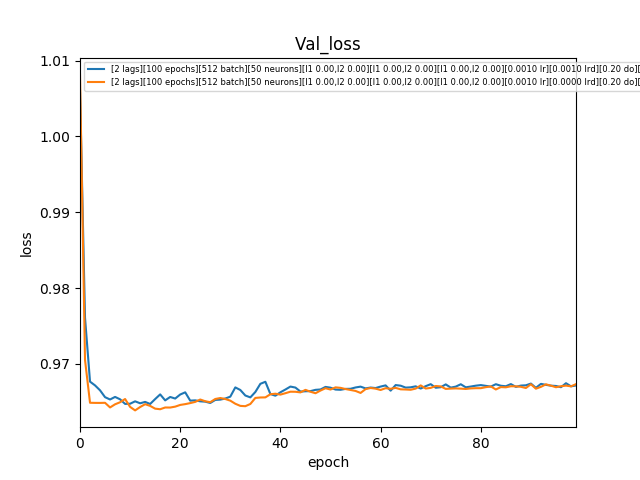 Val_loss
[2 lags][100 epochs][512 batch][50 neurons][l1 0.00,l2 0.00][l1 0.00,l2 0.00][l1 0.00,l2 0.00][0.0010 lr][0.0010 lrd][0.20 do][
[2 lags][100 epochs][512 batch][50 neurons][l1 0.00,l2 0.00][l1 0.00,l2 0.00][l1 0.00,l2 0.00][0.0010 lr][0.0000 lrd][0.20 do][
1.01
1.00
0.99
0.98
0.97
loss
0 20 40 60 80
epoch